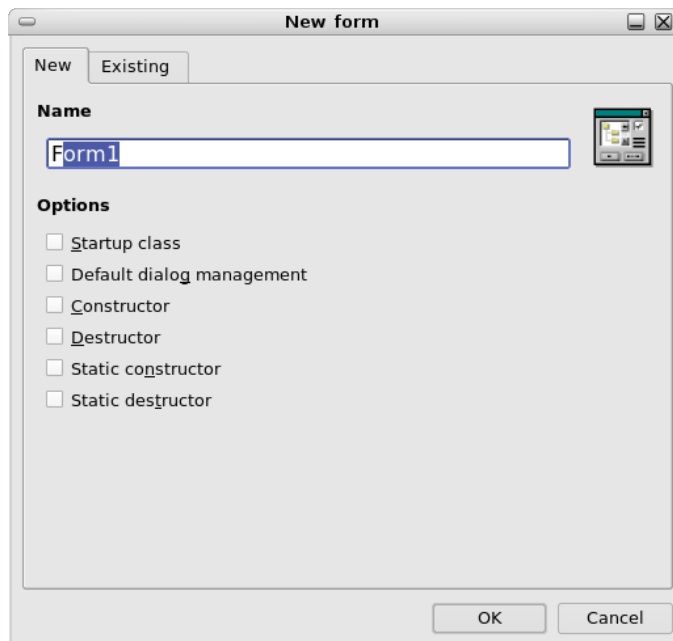 New form
New Existing
Name
Form1
Options
Startup class
Default dialog management
Constructor
Destructor
Static constructor
Static destructor
OK Cancel